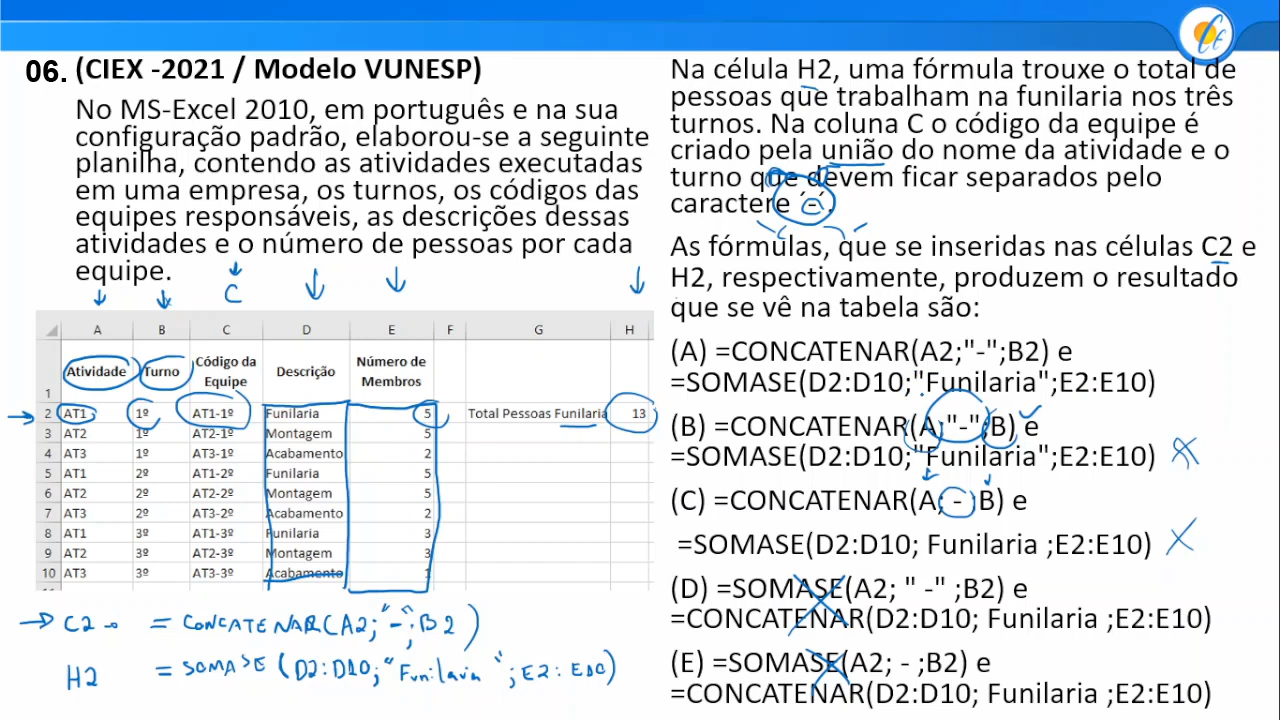 06. (CIEX -2021 / Modelo VUNESP)
No MS-Excel 2010, em português e na sua
configuração padrão, elaborou-se a seguinte
planilha, contendo as atividades executadas
em uma empresa, os turnos, os códigos das
equipes responsáveis, as descrições dessas
atividades e o número de pessoas por cada
equipe.
C
A B C D E F G H
Atividade Turno Código da Equipe Descrição Número de Membros
1
2 AT1 1º AT1-1º Funilaria 5 Total Pessoas Funilaria 13
3 AT2 1º AT2-1º Montagem 5
4 AT3 1º AT3-1º Acabamento 2
5 AT1 2º AT1-2º Funilaria 5
6 AT2 2º AT2-2º Montagem 5
7 AT3 2º AT3-2º Acabamento 2
8 AT1 3º AT1-3º Funilaria 3
9 AT2 3º AT2-3º Montagem 3
10 AT3 3º AT3-3º Acabamento 1
C2 = CONCATENAR(A2;"-";B2)
H2 = SOMASE (D2:D10;"Funilaria";E2:E10)
Na célula H2, uma fórmula trouxe o total de
pessoas que trabalham na funilaria nos três
turnos. Na coluna C o código da equipe é
criado pela união do nome da atividade e o
turno que devem ficar separados pelo
caractere ´-´.
As fórmulas, que se inseridas nas células C2 e
H2, respectivamente, produzem o resultado
que se vê na tabela são:
(A) =CONCATENAR(A2;"-";B2) e
=SOMASE(D2:D10;"Funilaria";E2:E10)
(B) =CONCATENAR(A;"-";B) e
=SOMASE(D2:D10;"Funilaria";E2:E10)
(C) =CONCATENAR(A; - ;B) e
=SOMASE(D2:D10; Funilaria ;E2:E10)
(D) =SOMASE(A2; " -" ;B2) e
=CONCATENAR(D2:D10; Funilaria ;E2:E10)
(E) =SOMASE(A2; - ;B2) e
=CONCATENAR(D2:D10; Funilaria ;E2:E10)